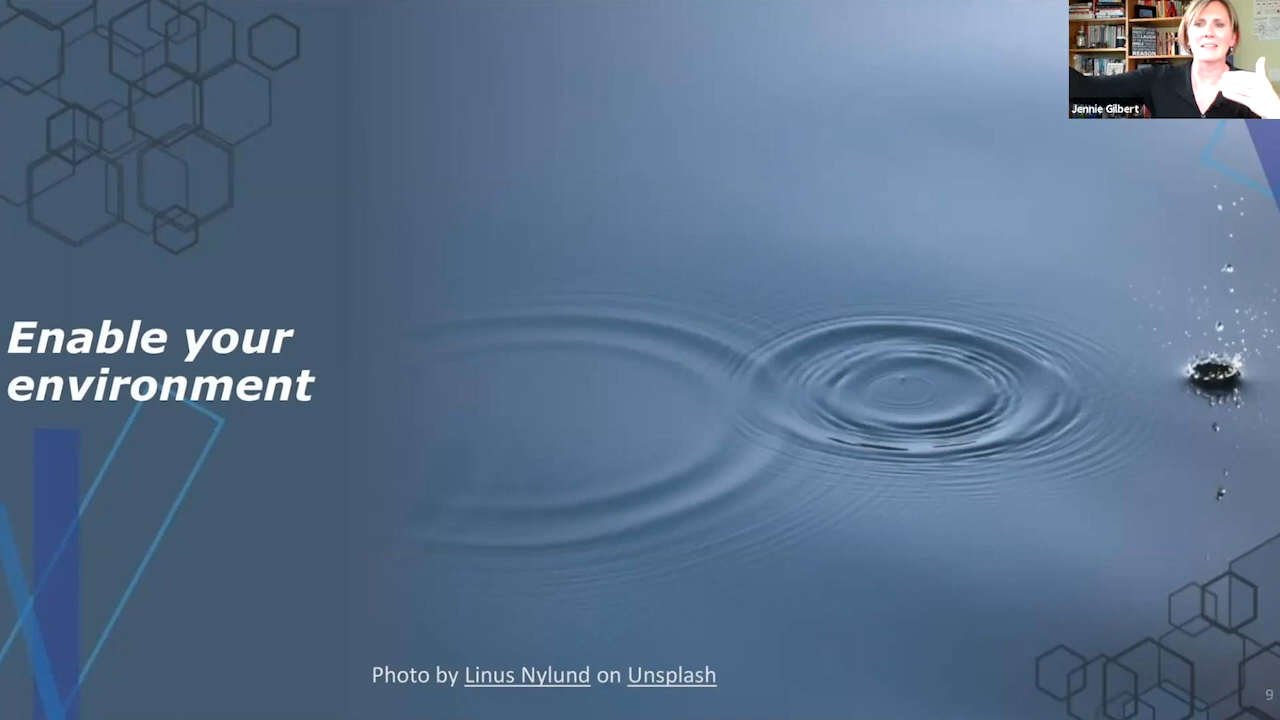 Jennie Gilbert
Enable your
environment
Photo by Linus Nylund on Unsplash
9